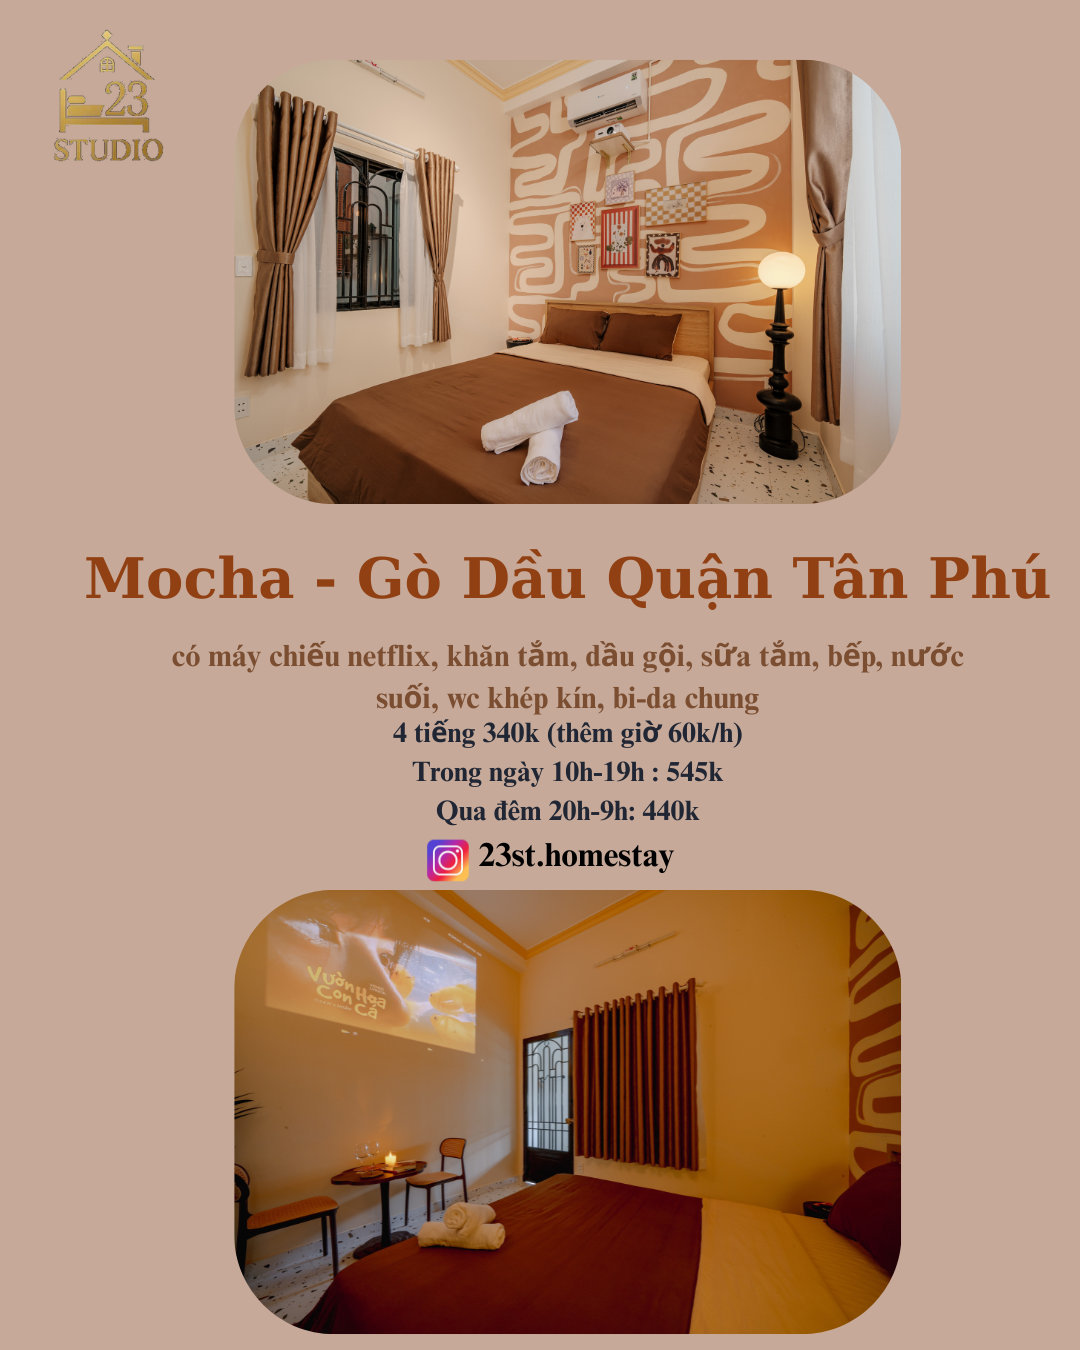 23
STUDIO
Mocha - Gò Dầu Quận Tân Phú
có máy chiếu netflix, khăn tắm, dầu gội, sữa tắm, bếp, nước
suối, wc khép kín, bi-da chung
4 tiếng 340k (thêm giờ 60k/h)
Trong ngày 10h-19h : 545k
Qua đêm 20h-9h: 440k
23st.homestay
Vườn Hoa
Con Cá